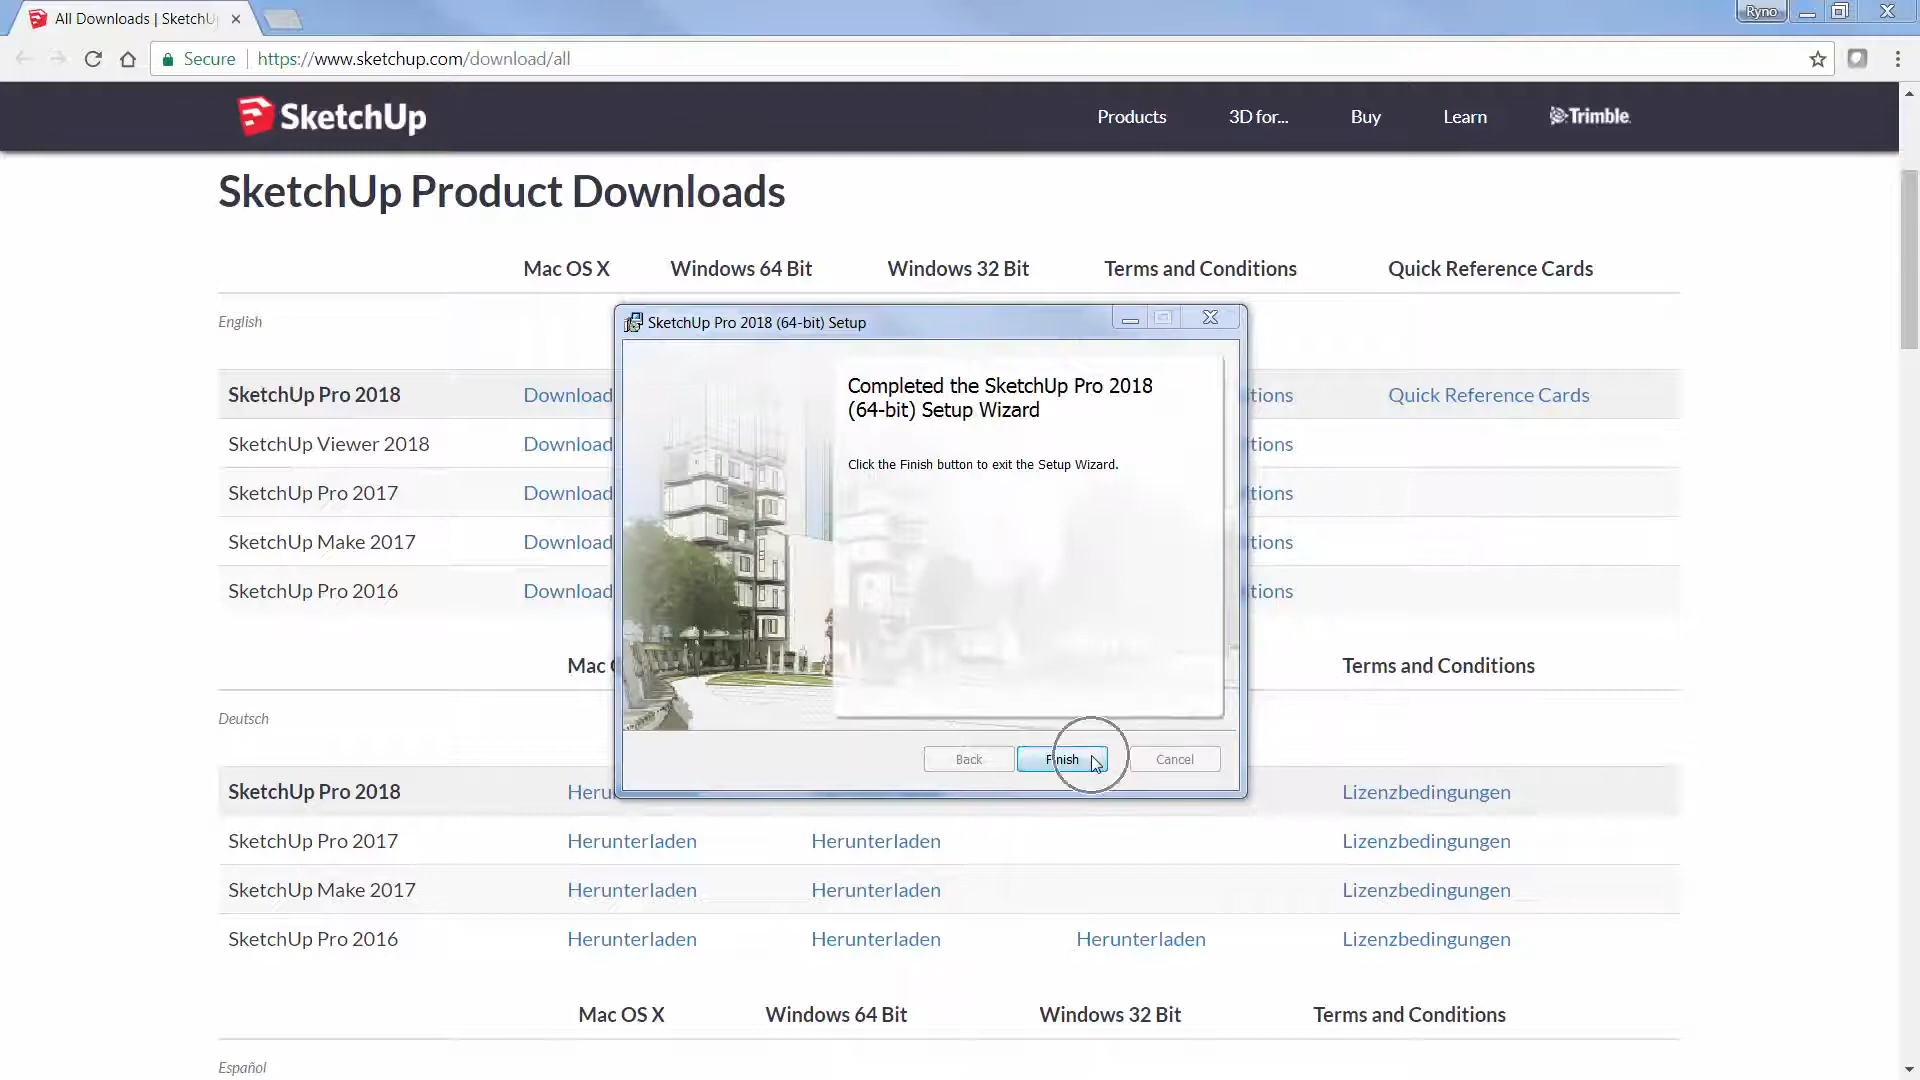 All Downloads | SketchU
Ryno
Secure
https://www.sketchup.com/download/all
SketchUp
Products
3D for...
Buy
Learn
Trimble
SketchUp Product Downloads
Mac OS X Windows 64 Bit Windows 32 Bit Terms and Conditions Quick Reference Cards
English
SketchUp Pro 2018 Download tions Quick Reference Cards
SketchUp Viewer 2018 Download tions
SketchUp Pro 2017 Download tions
SketchUp Make 2017 Download tions
SketchUp Pro 2016 Download tions
SketchUp Pro 2018 (64-bit) Setup
Completed the SketchUp Pro 2018
(64-bit) Setup Wizard
Click the Finish button to exit the Setup Wizard.
Back
Finish
Cancel
Mac Terms and Conditions
Deutsch
SketchUp Pro 2018 Heru Lizenzbedingungen
SketchUp Pro 2017 Herunterladen Herunterladen Lizenzbedingungen
SketchUp Make 2017 Herunterladen Herunterladen Lizenzbedingungen
SketchUp Pro 2016 Herunterladen Herunterladen Herunterladen Lizenzbedingungen
Mac OS X Windows 64 Bit Windows 32 Bit Terms and Conditions
Español